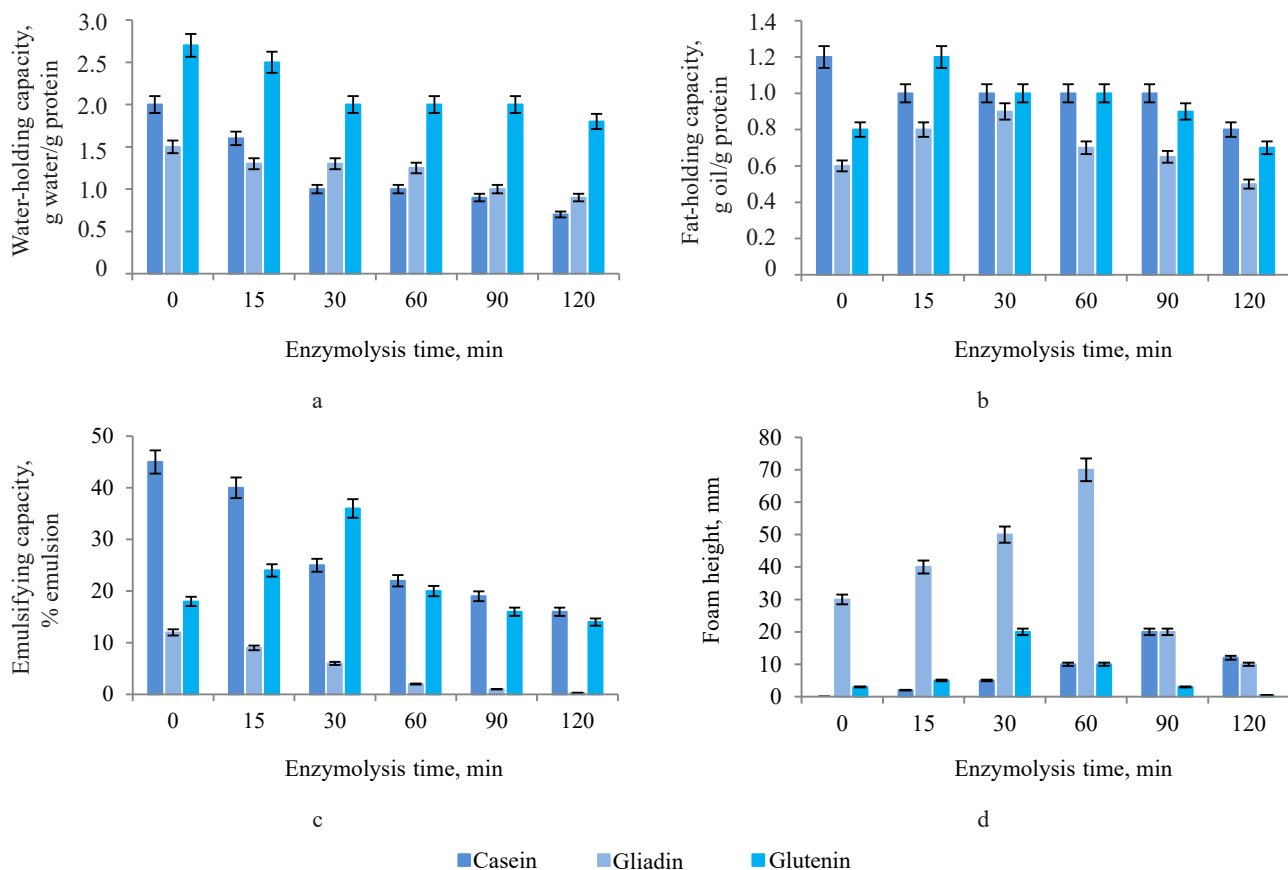 Water-holding capacity,
g water/g protein
3.0
2.5
2.0
1.5
1.0
0.5
0
0 15 30 60 90 120
Enzymolysis time, min
a
Fat-holding capacity,
g oil/g protein
1.4
1.2
1.0
0.8
0.6
0.4
0.2
0
0 15 30 60 90 120
Enzymolysis time, min
b
Emulsifying capacity,
% emulsion
50
40
30
20
10
0
0 15 30 60 90 120
Enzymolysis time, min
c
Foam height, mm
80
70
60
50
40
30
20
10
0
0 15 30 60 90 120
Enzymolysis time, min
d
Casein Gliadin Glutenin